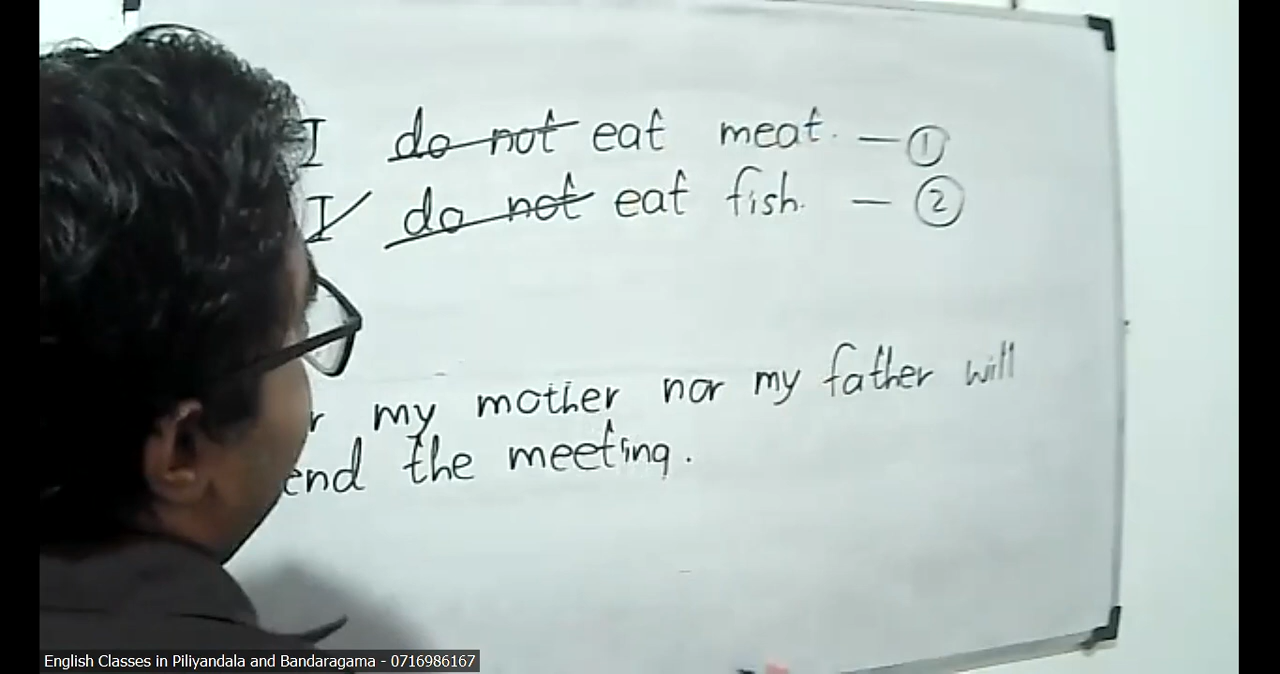 I do not eat meat. — ①
I do not eat fish. — ②
my mother nor my father will
the meeting.
English Classes in Piliyandala and Bandaragama - 0716986167